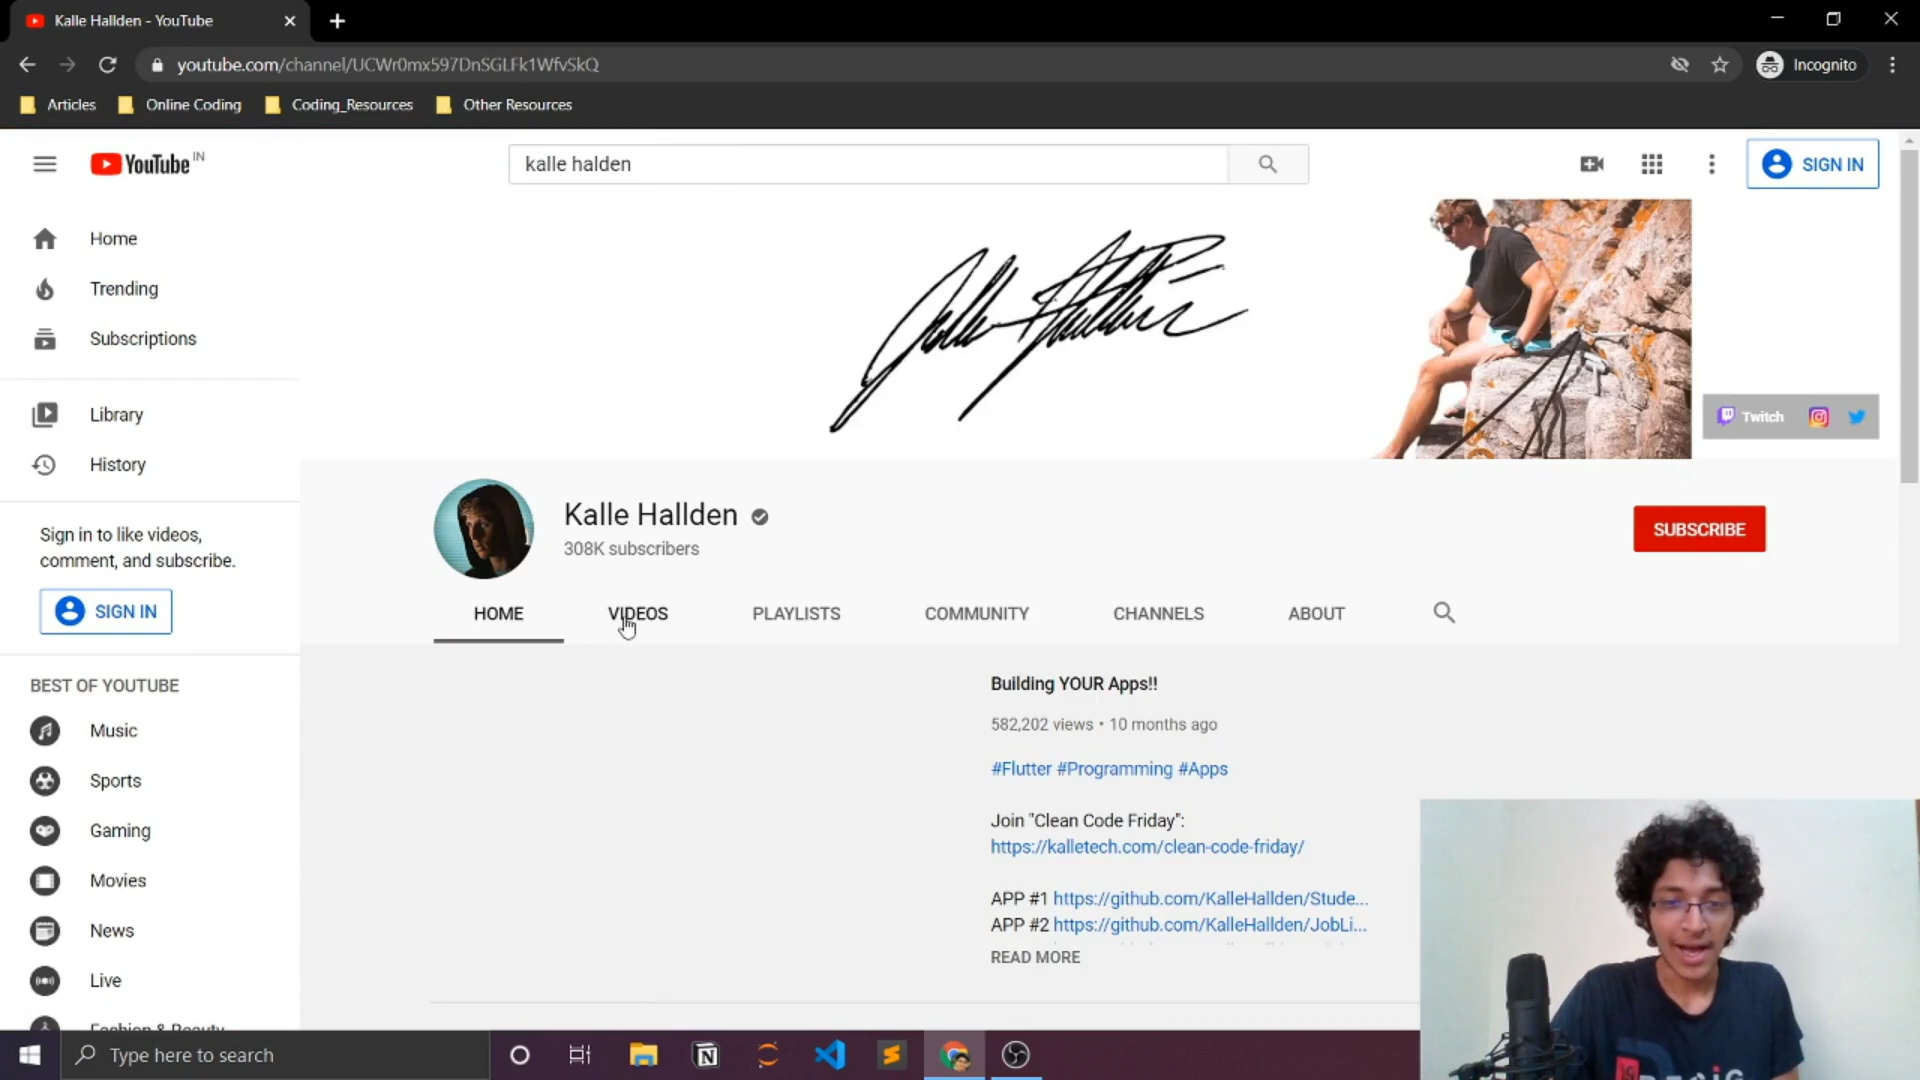 Kalle Hallden - YouTube
youtube.com/channel/UCWr0mx597DnSGLFk1WfvSkQ
Incognito
Articles
Online Coding
Coding_Resources
Other Resources
YouTube IN
kalle halden
SIGN IN
Home
Trending
Subscriptions
Library
History
Sign in to like videos,
comment, and subscribe.
SIGN IN
BEST OF YOUTUBE
Music
Sports
Gaming
Movies
News
Live
Fashion & Beauty
Kalle Hallden
Twitch
Kalle Hallden
308K subscribers
SUBSCRIBE
HOME
VIDEOS
PLAYLISTS
COMMUNITY
CHANNELS
ABOUT
Building YOUR Apps!!
582,202 views • 10 months ago
#Flutter #Programming #Apps
Join "Clean Code Friday":
https://kalletech.com/clean-code-friday/
APP #1 https://github.com/KalleHallden/Stude...
APP #2 https://github.com/KalleHallden/JobLi...
READ MORE
Type here to search